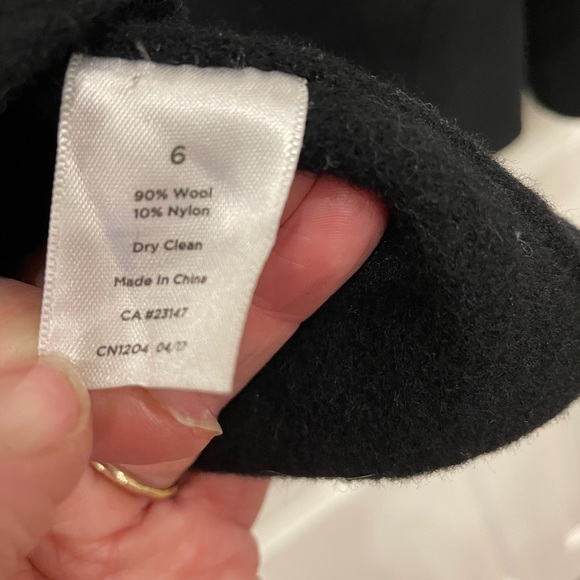 6
90% Wool
10% Nylon
Dry Clean
Made In China
CA #23147
CN1204 04/17